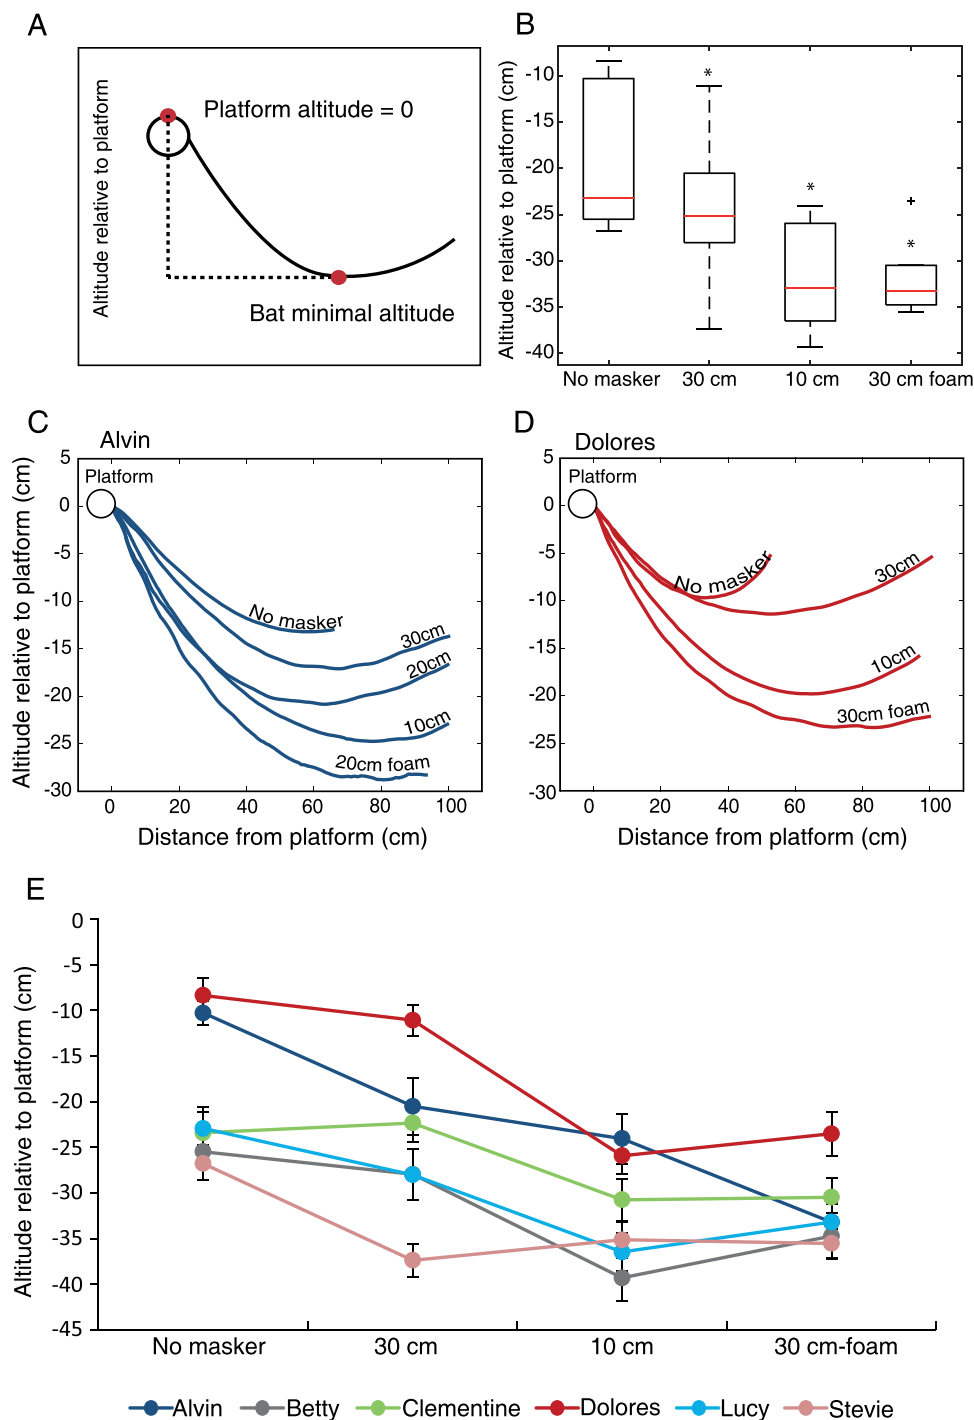 A
Altitude relative to platform
Platform altitude = 0
Bat minimal altitude
B
Altitude relative to platform (cm)
-10
-15
-20
-25
-30
-35
-40
*
*
*
+
No masker 30 cm 10 cm 30 cm foam
C
Alvin
Altitude relative to platform (cm)
5
0
-5
-10
-15
-20
-25
-30
Platform
No masker
30cm
20cm
10cm
20cm foam
0 20 40 60 80 100
Distance from platform (cm)
D
Dolores
5
0
-5
-10
-15
-20
-25
-30
Platform
No masker
30cm
10cm
30cm foam
0 20 40 60 80 100
Distance from platform (cm)
E
Altitude relative to platform (cm)
0
-5
-10
-15
-20
-25
-30
-35
-40
-45
No masker 30 cm 10 cm 30 cm-foam
Alvin Betty Clementine Dolores Lucy Stevie